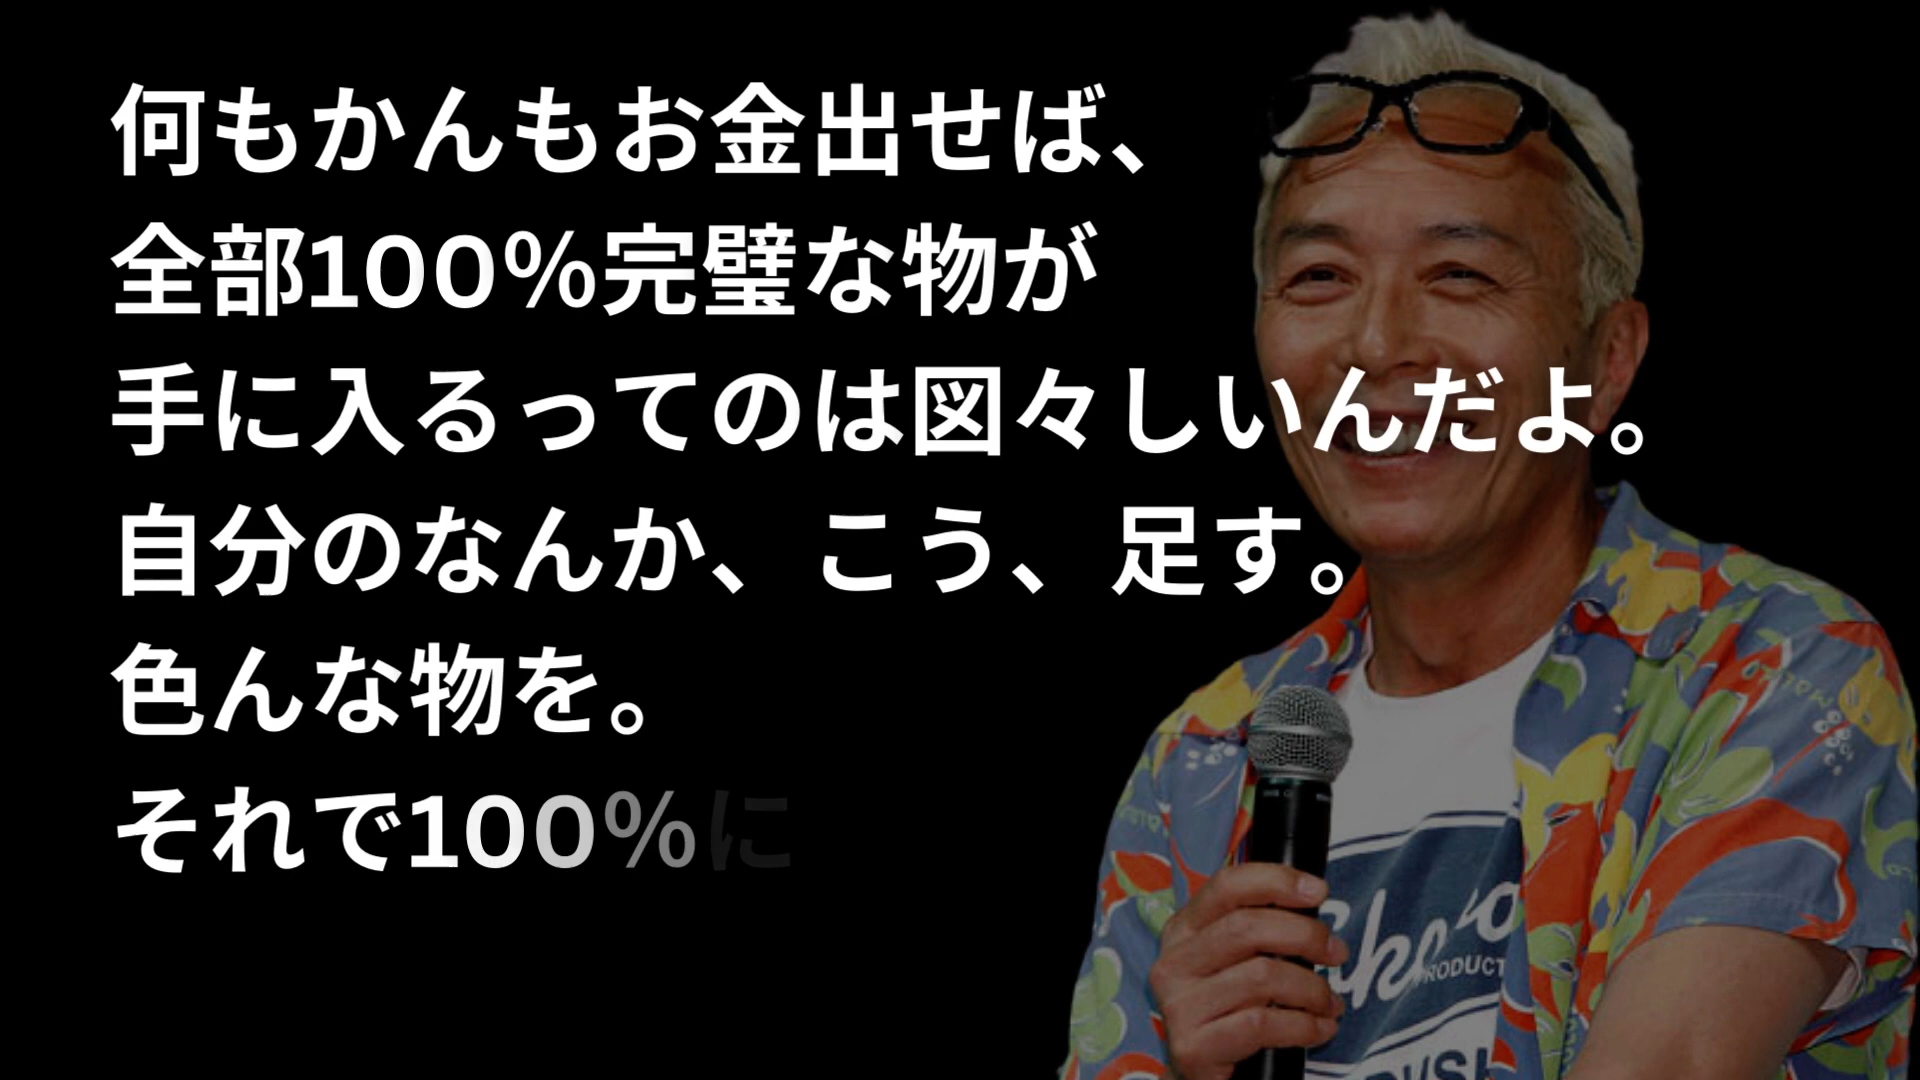 何もかんもお金出せば、
全部100%完璧な物が
手に入るってのは図々しいんだよ。
自分のなんか、こう、足す。
色んな物を。
それで100%に
PRODUCT